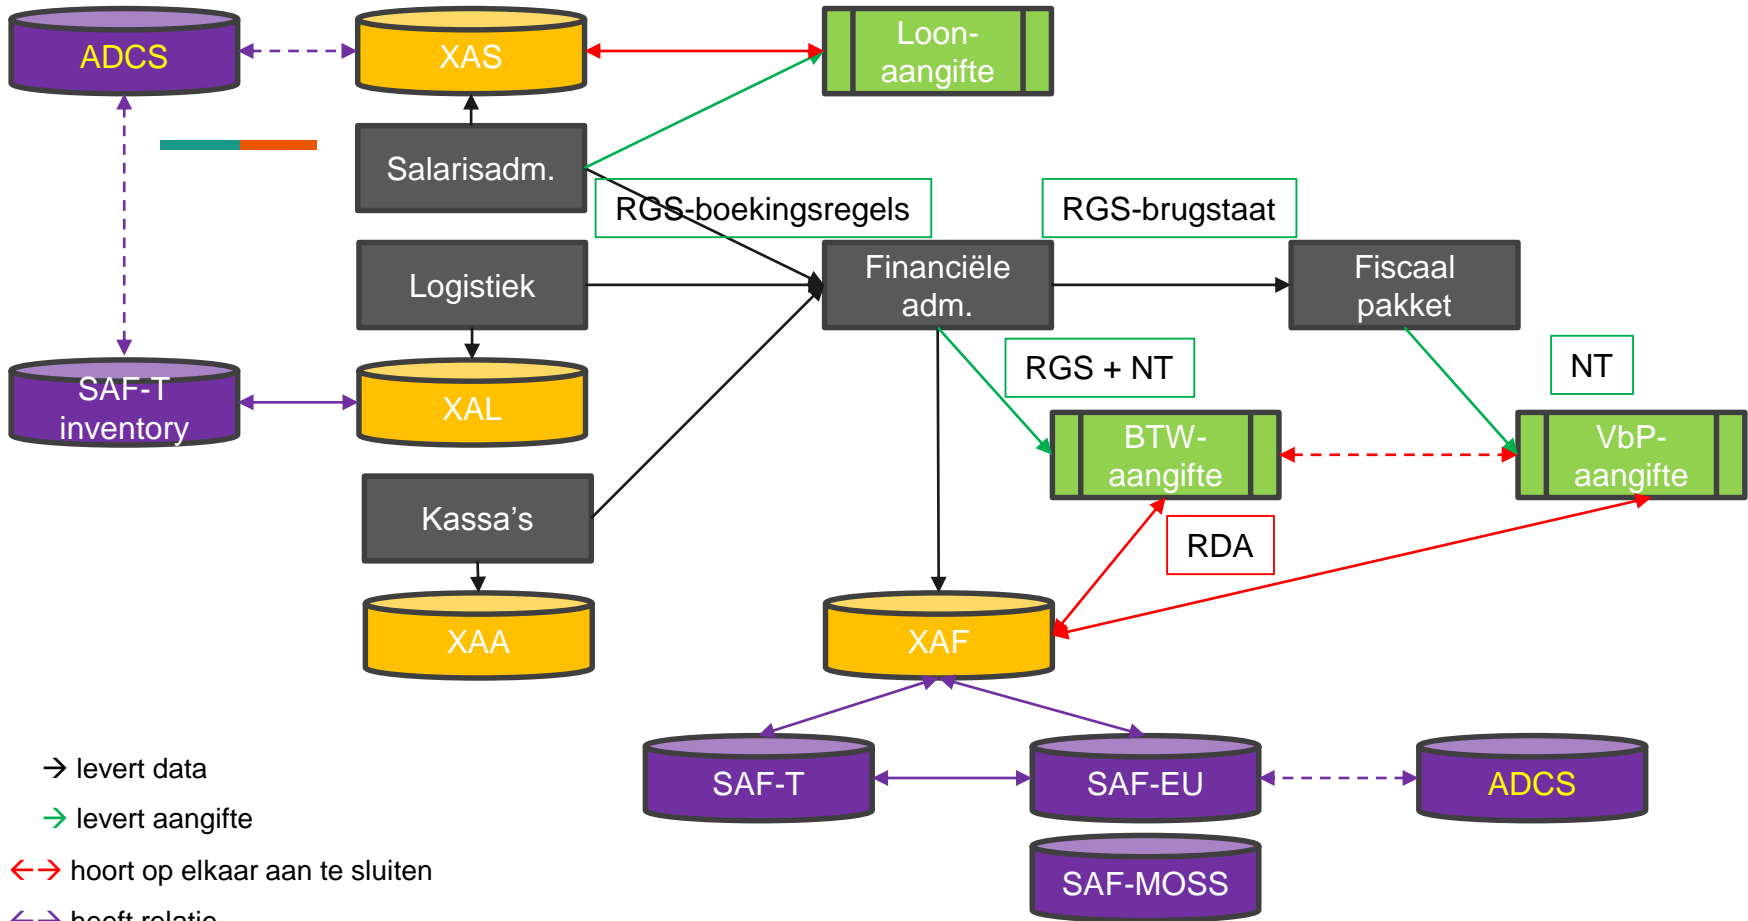 ADCS
XAS
Loon-
aangifte
Salarisadm.
RGS-boekingsregels
RGS-brugstaat
Logistiek
Financiële
adm.
Fiscaal
pakket
RGS + NT
NT
SAF-T
inventory
XAL
BTW-
aangifte
VbP-
aangifte
Kassa's
RDA
XAA
XAF
SAF-T
SAF-EU
ADCS
SAF-MOSS
→ levert data
→ levert aangifte
←→ hoort op elkaar aan te sluiten
←→ heeft relatie